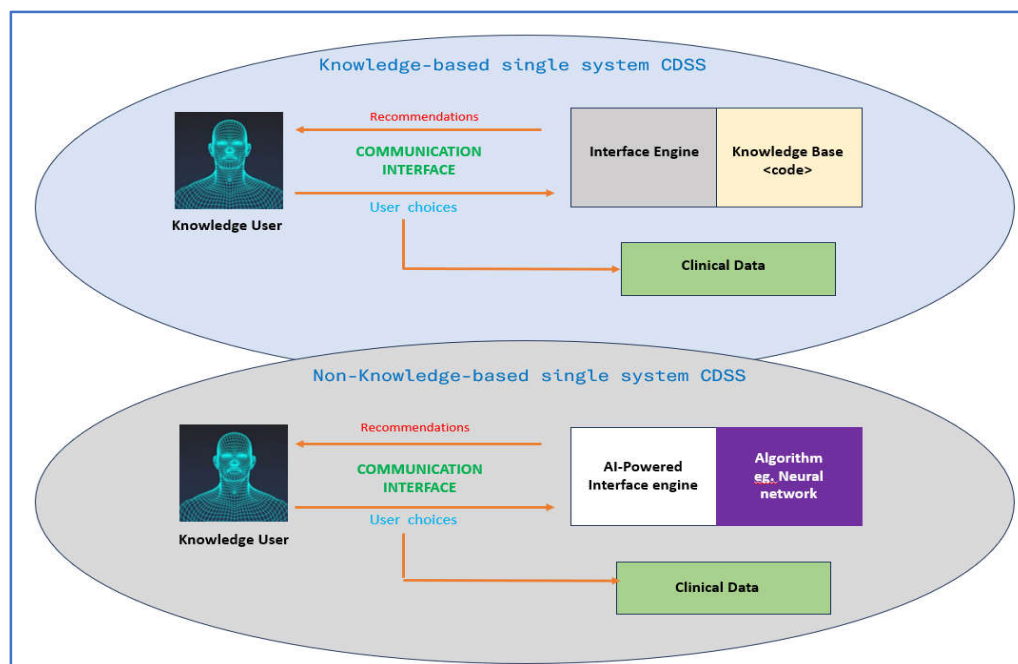 Knowledge-based single system CDSS
Recommendations
COMMUNICATION
INTERFACE
User choices
Knowledge User
Interface Engine
Knowledge Base
<code>
Clinical Data
Non-Knowledge-based single system CDSS
Recommendations
COMMUNICATION
INTERFACE
User choices
Knowledge User
AI-Powered
Interface engine
Algorithm
eg. Neural
network
Clinical Data